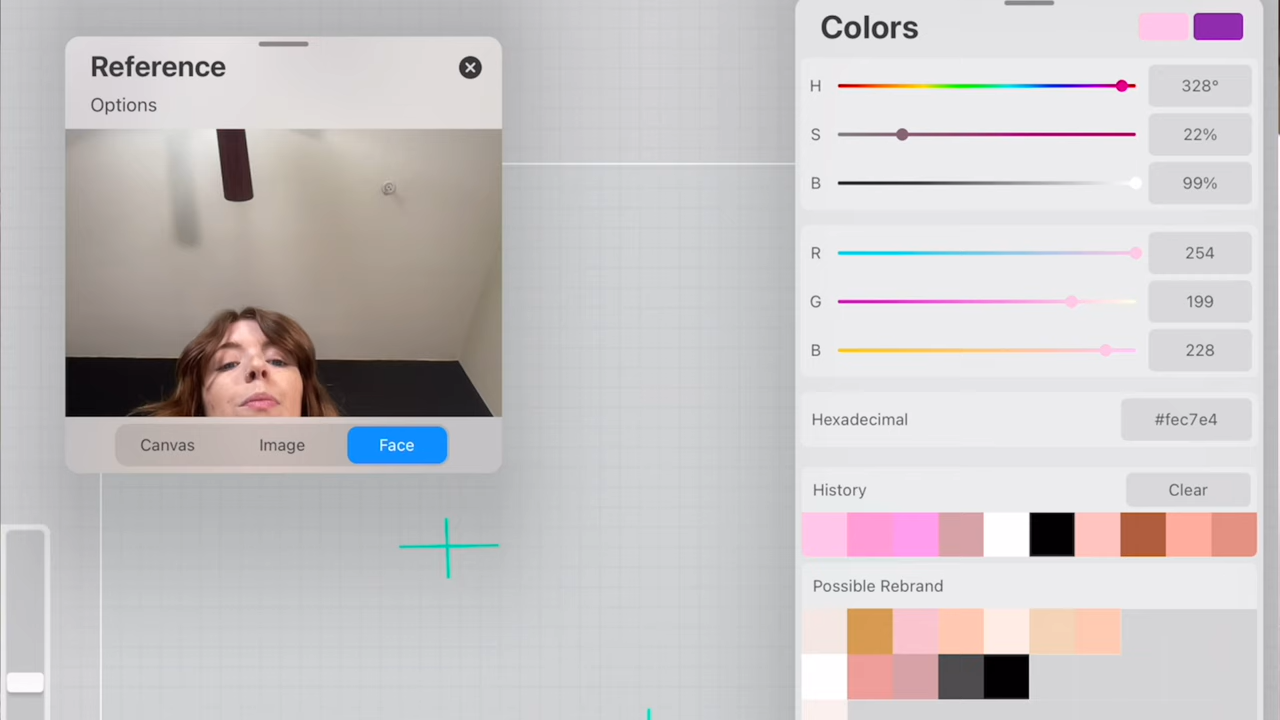 Reference
Options
Canvas
Image
Face
Colors
H 328°
S 22%
B 99%
R 254
G 199
B 228
Hexadecimal #fec7e4
History Clear
Possible Rebrand